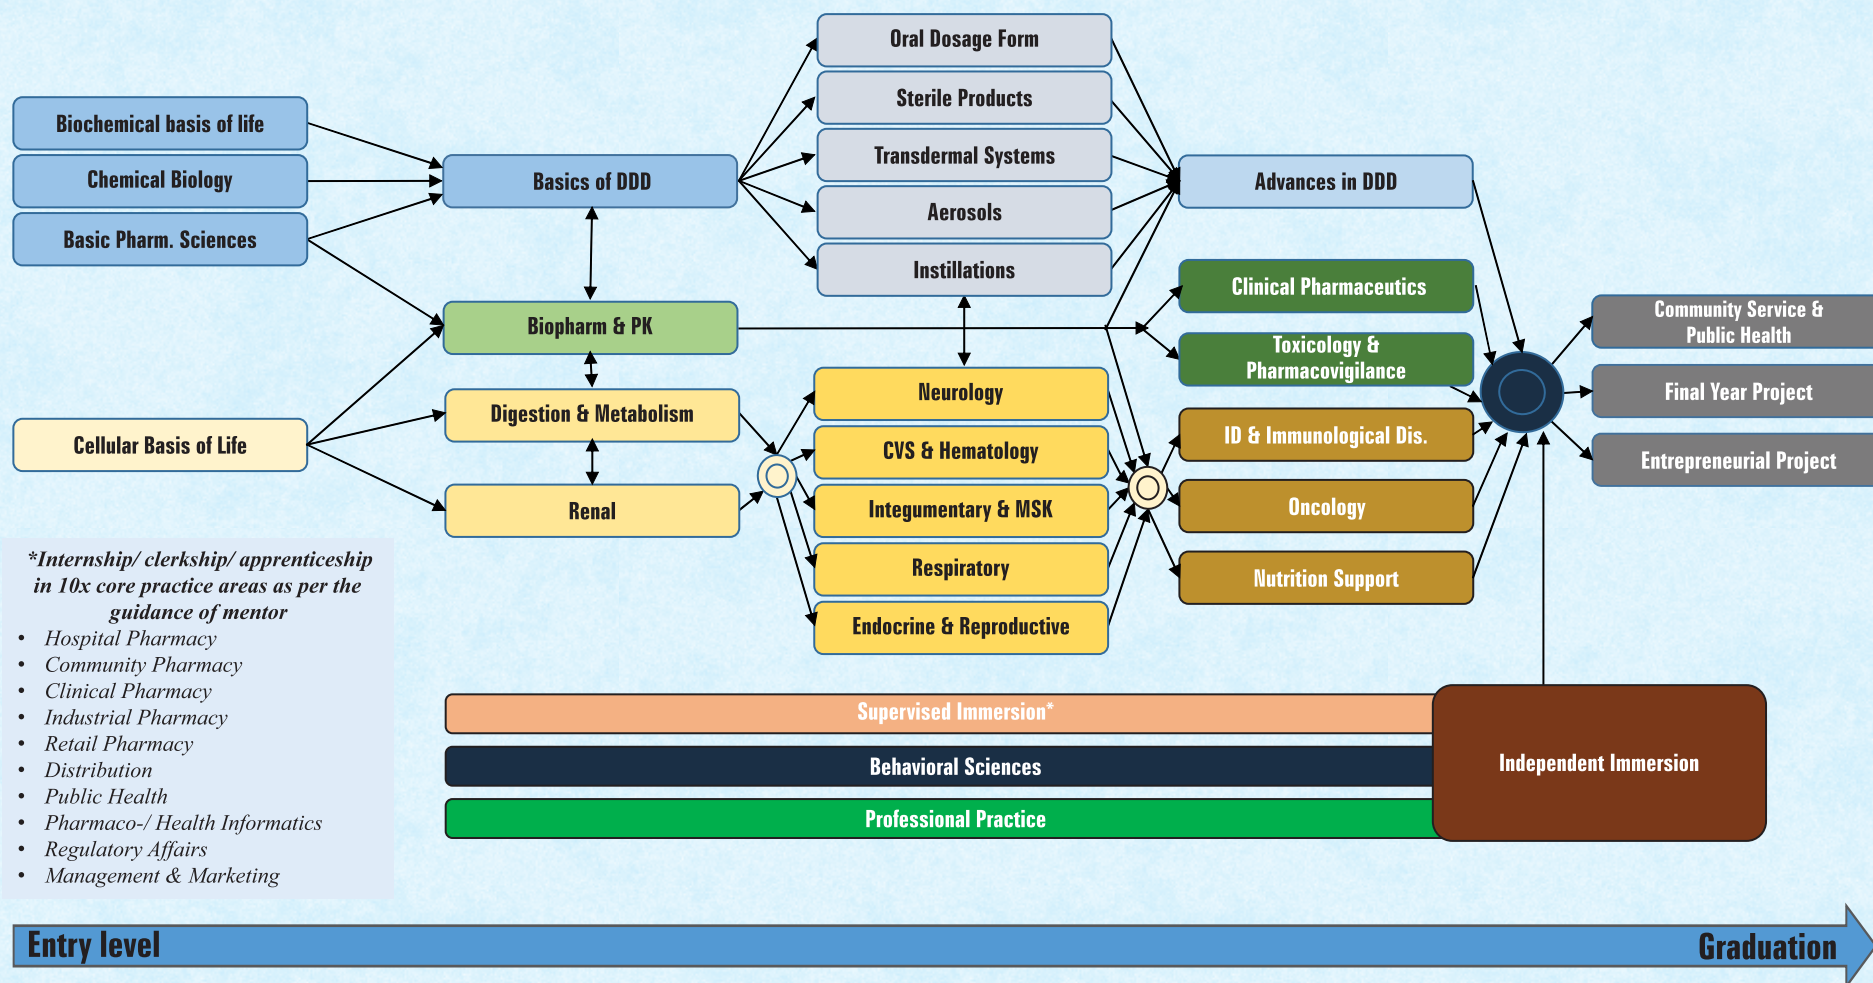 Biochemical basis of life
Chemical Biology
Basic Pharm. Sciences
Cellular Basis of Life
Basics of DDD
Biopharm & PK
Digestion & Metabolism
Renal
Oral Dosage Form
Sterile Products
Transdermal Systems
Aerosols
Instillations
Neurology
CVS & Hematology
Integumentary & MSK
Respiratory
Endocrine & Reproductive
Advances in DDD
Clinical Pharmaceutics
Toxicology &
Pharmacovigilance
ID & Immunological Dis.
Oncology
Nutrition Support
Community Service &
Public Health
Final Year Project
Entrepreneurial Project
*Internship/ clerkship/ apprenticeship
in 10x core practice areas as per the
guidance of mentor
• Hospital Pharmacy
• Community Pharmacy
• Clinical Pharmacy
• Industrial Pharmacy
• Retail Pharmacy
• Distribution
• Public Health
• Pharmaco-/ Health Informatics
• Regulatory Affairs
• Management & Marketing
Supervised Immersion*
Behavioral Sciences
Professional Practice
Independent Immersion
Entry level
Graduation